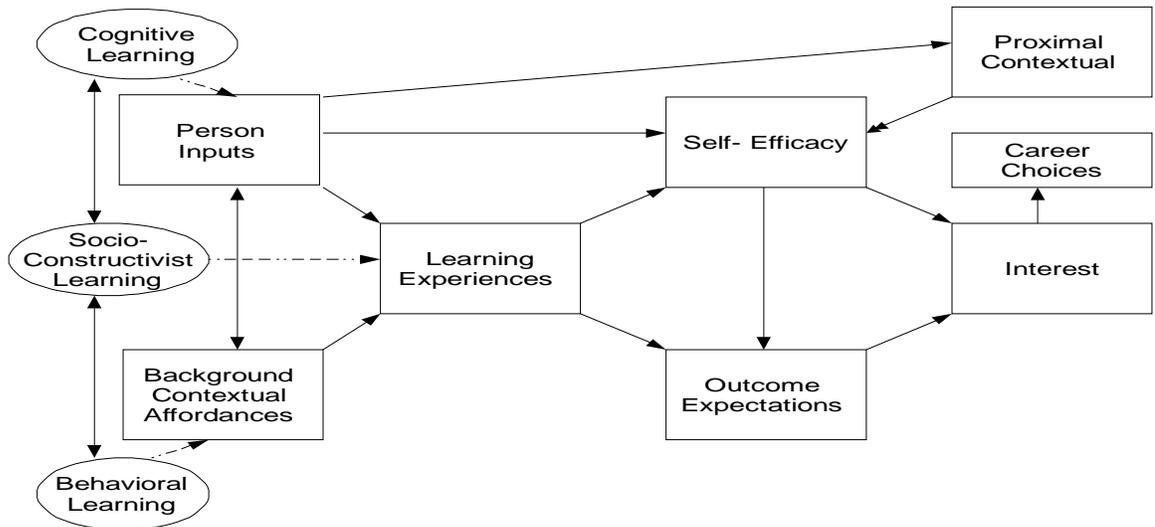 Cognitive
Learning
Proximal
Contextual
Person
Inputs
Self- Efficacy
Career
Choices
Socio-
Constructivist
Learning
Learning
Experiences
Interest
Background
Contextual
Affordances
Outcome
Expectations
Behavioral
Learning